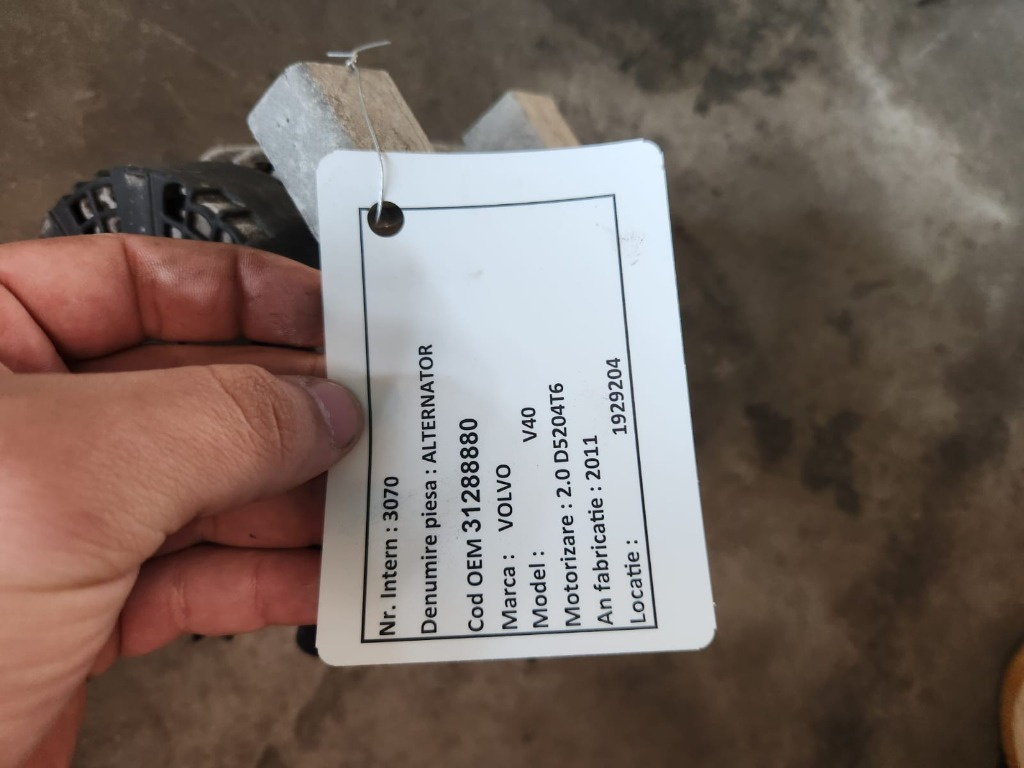 Nr. Intern : 3070
Denumire piesa : ALTERNATOR
Cod OEM 31288880
Marca : VOLVO
Model : V40
Motorizare : 2.0 D5204T6
An fabricatie : 2011
Locatie : 1929204